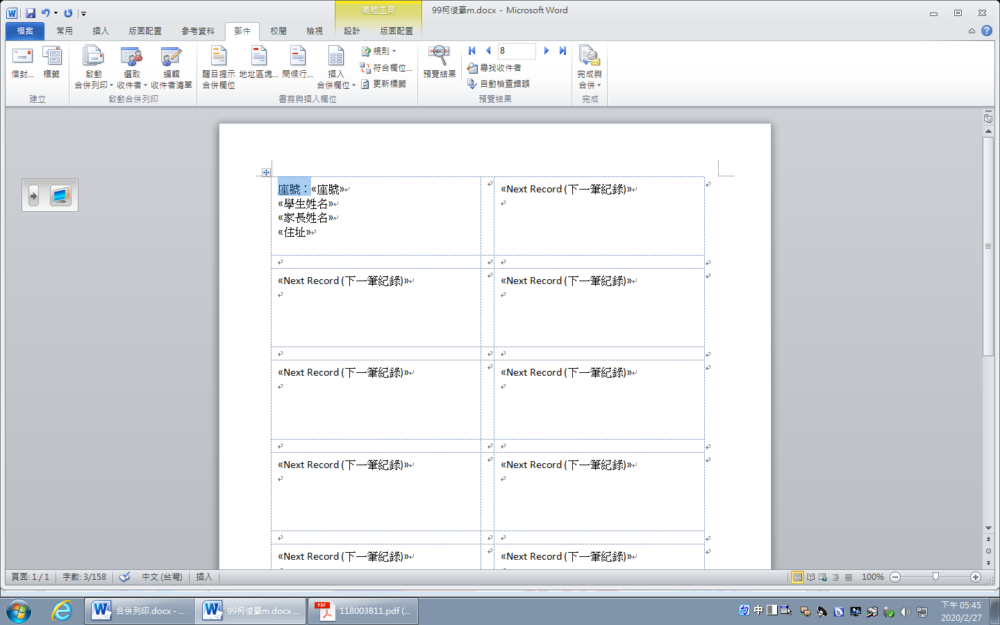 表格工具
99柯俊豪m.docx - Microsoft Word
檔案 常用 插入 版面配置 參考資料 郵件 校閱 檢視 設計 版面配置
信封... 標籤 啟動 合併列印 選取 收件者 編輯 收件者清單 醒目提示 合併欄位 地址區塊... 問候行... 插入 合併欄位 規則 符合欄位... 更新標籤 預覽結果 8 尋找收件者 自動檢查錯誤 完成與 合併
建立 啟動合併列印 書寫與插入欄位 預覽結果 完成
座號：«座號» «Next Record (下一筆紀錄)»
«學生姓名»
«家長姓名»
«住址»
«Next Record (下一筆紀錄)» «Next Record (下一筆紀錄)»
«Next Record (下一筆紀錄)» «Next Record (下一筆紀錄)»
«Next Record (下一筆紀錄)» «Next Record (下一筆紀錄)»
«Next Record (下一筆紀錄)» «Next Record (下一筆紀錄)»
頁面: 1 / 1 字數: 3/158 中文 (台灣) 插入 100%
合併列印.docx - ... 99柯俊豪m.docx ... PDF 118003B11.pdf (... 中 下午 05:45
2020/2/27